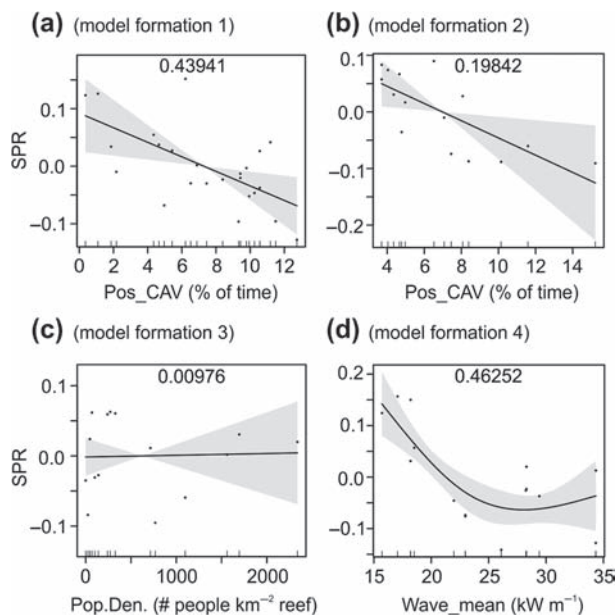 (a) (model formation 1)
0.43941
SPR
0.1
0.0
−0.1
0 2 4 6 8 10 12
Pos_CAV (% of time)
(b) (model formation 2)
0.19842
0.1
0.0
−0.1
−0.2
4 6 8 10 12 14
Pos_CAV (% of time)
(c) (model formation 3)
0.00976
SPR
0.1
0.0
−0.1
0 1000 2000
Pop.Den. (# people km⁻² reef)
(d) (model formation 4)
0.46252
0.2
0.1
0.0
−0.1
15 20 25 30 35
Wave_mean (kW m⁻¹)